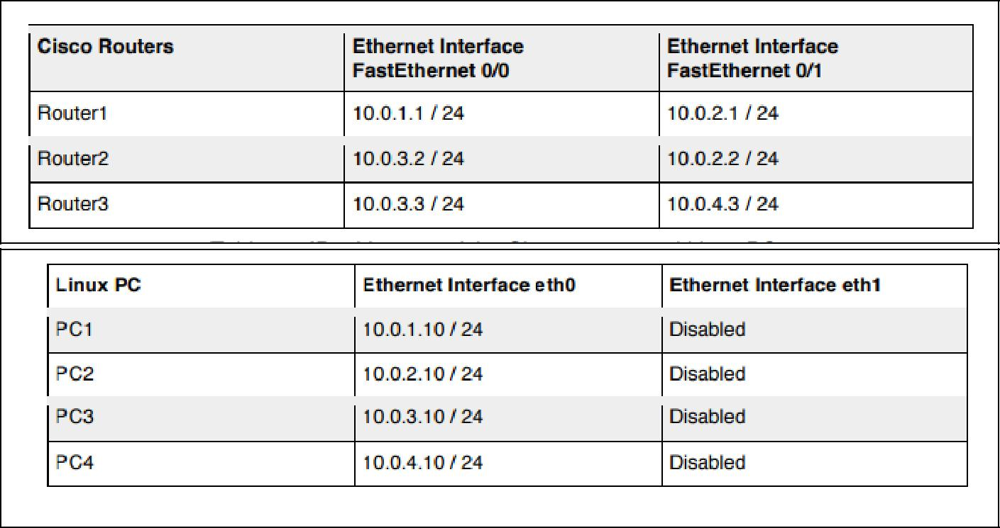 Cisco Routers Ethernet Interface Ethernet Interface
FastEthernet 0/0 FastEthernet 0/1
Router1 10.0.1.1 / 24 10.0.2.1 / 24
Router2 10.0.3.2 / 24 10.0.2.2 / 24
Router3 10.0.3.3 / 24 10.0.4.3 / 24
Linux PC Ethernet Interface eth0 Ethernet Interface eth1
PC1 10.0.1.10 / 24 Disabled
PC2 10.0.2.10 / 24 Disabled
PC3 10.0.3.10 / 24 Disabled
PC4 10.0.4.10 / 24 Disabled